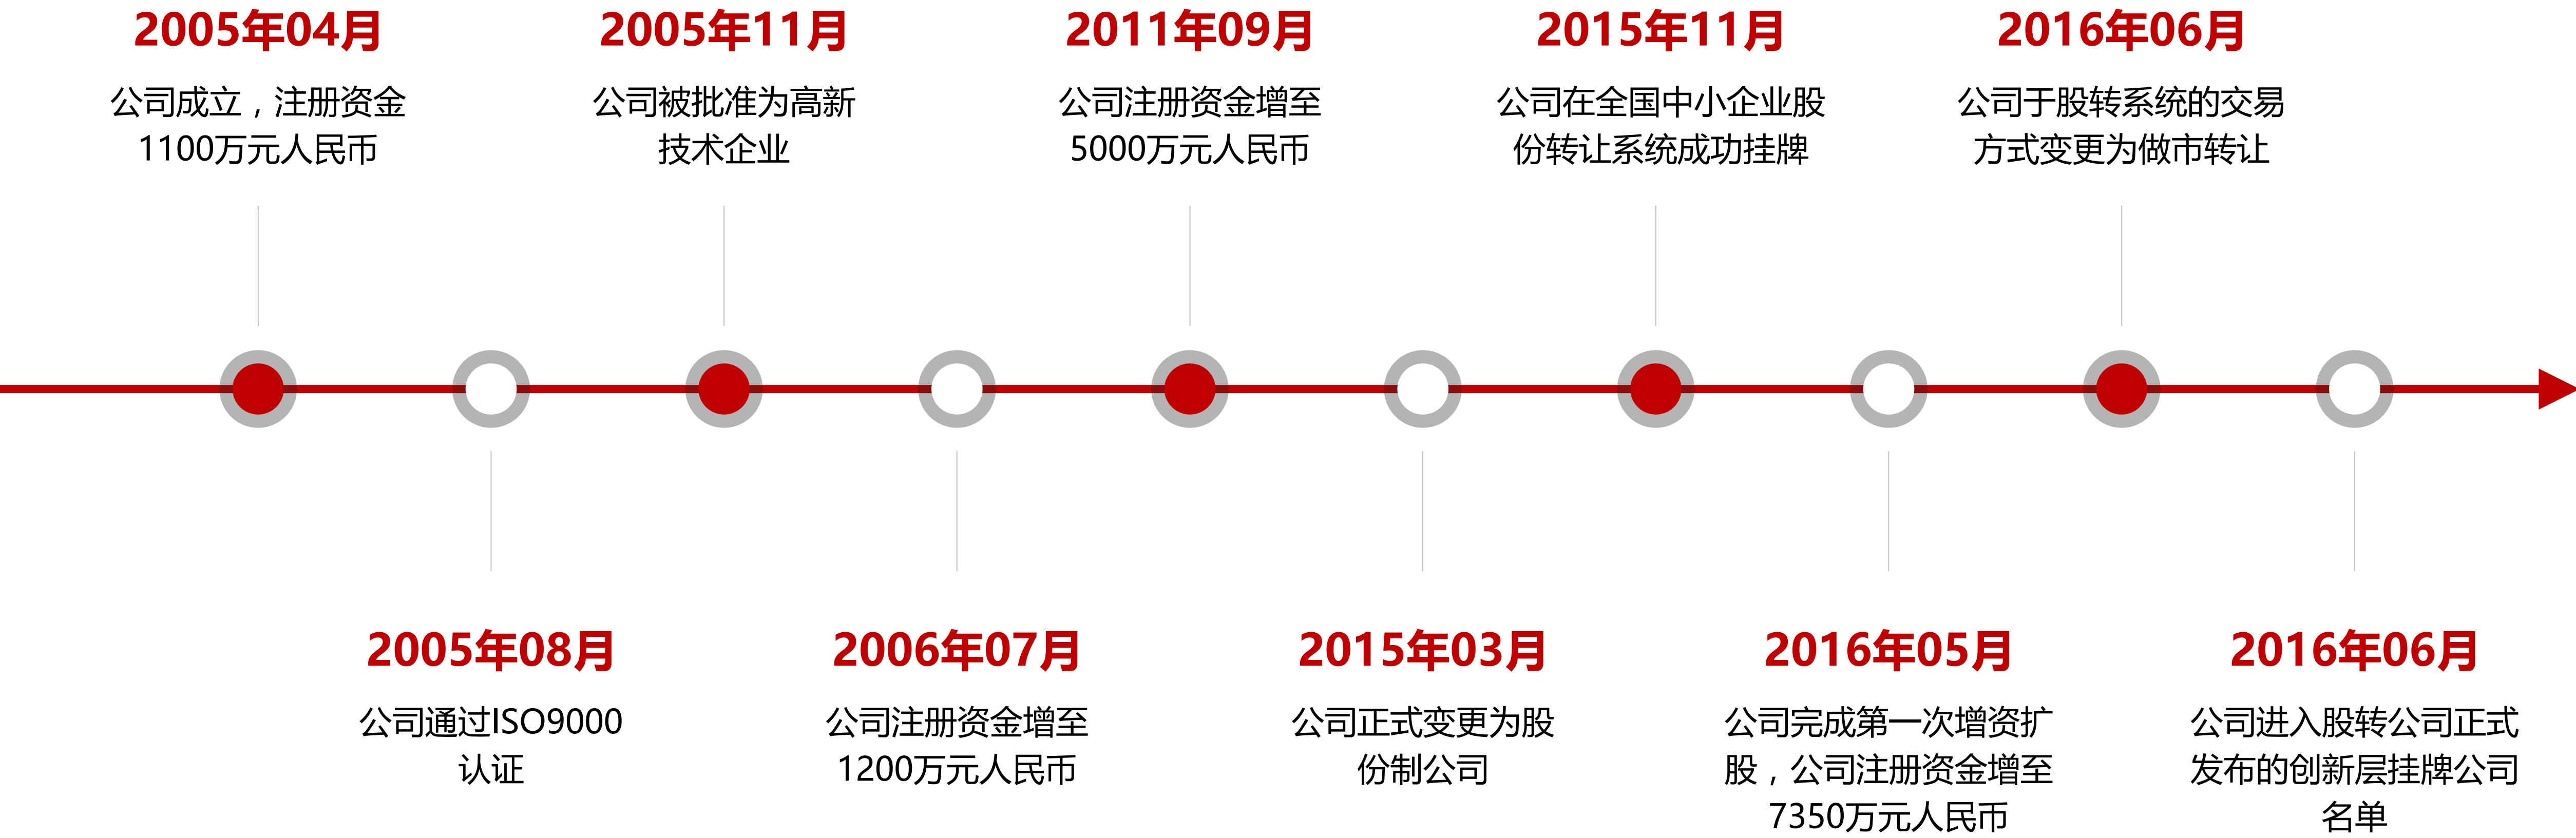 2005年04月
公司成立，注册资金
1100万元人民币
2005年11月
公司被批准为高新
技术企业
2011年09月
公司注册资金增至
5000万元人民币
2015年11月
公司在全国中小企业股
份转让系统成功挂牌
2016年06月
公司于股转系统的交易
方式变更为做市转让
2005年08月
公司通过ISO9000
认证
2006年07月
公司注册资金增至
1200万元人民币
2015年03月
公司正式变更为股
份制公司
2016年05月
公司完成第一次增资扩
股，公司注册资金增至
7350万元人民币
2016年06月
公司进入股转公司正式
发布的创新层挂牌公司
名单